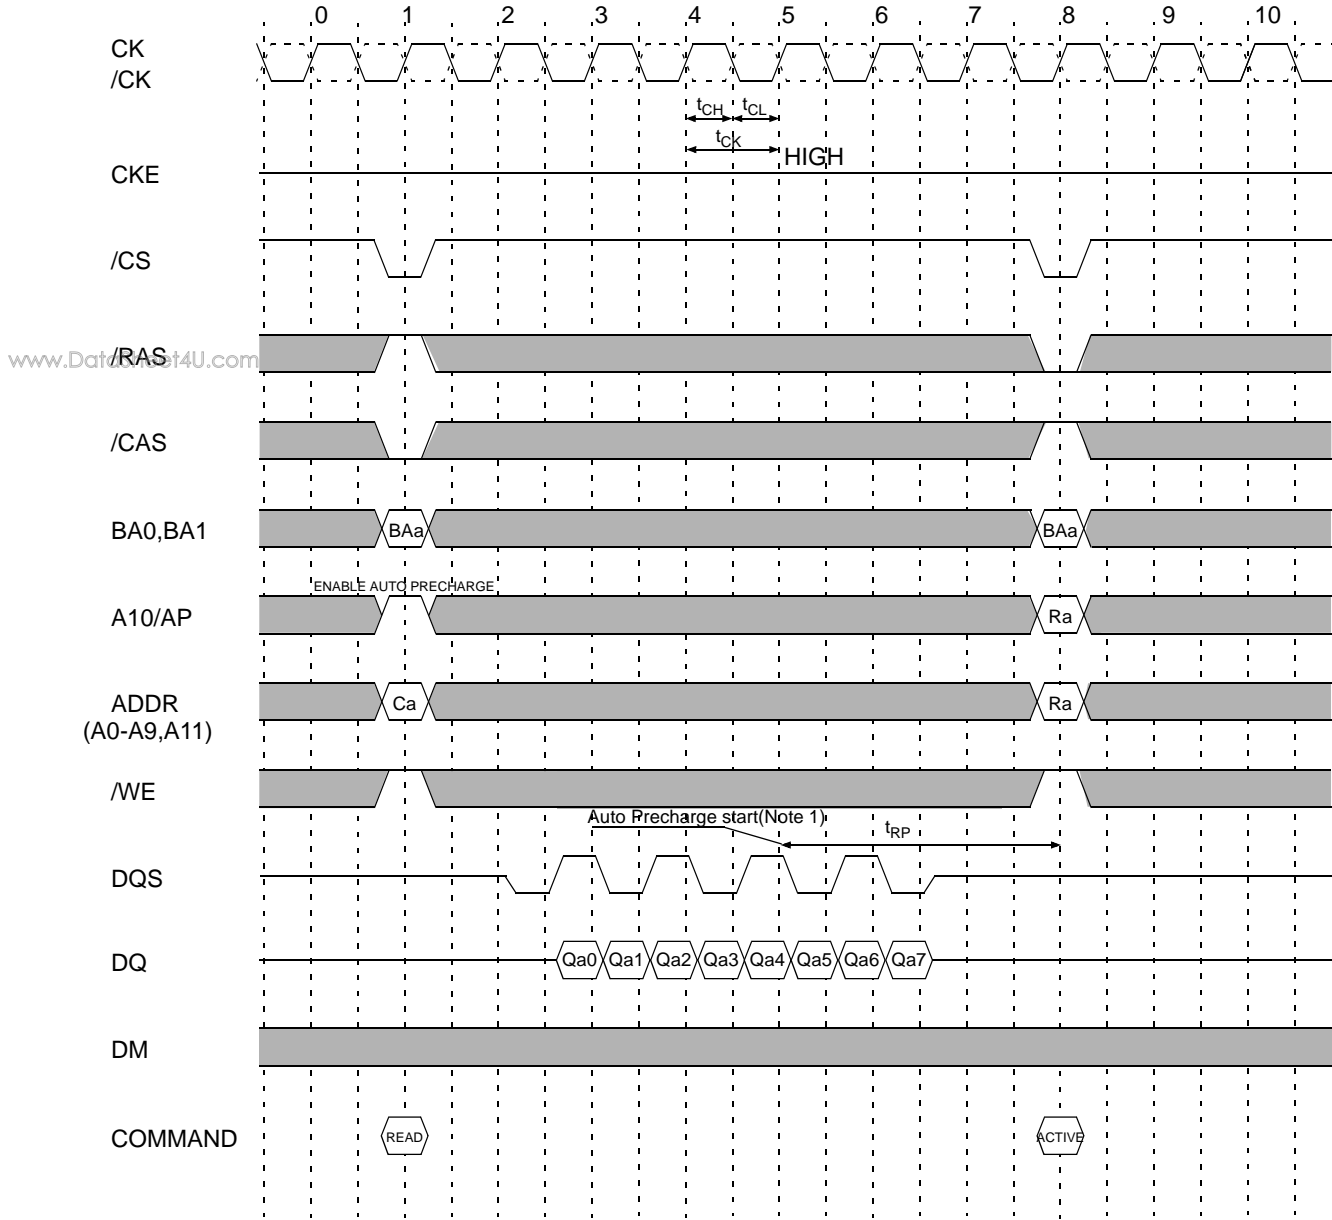 0 1 2 3 4 5 6 7 8 9 10
CK
/CK
tCH tCL
tCK
HIGH
CKE
/CS
/RAS
www.Datasheet4U.com
/CAS
BA0,BA1 BAa BAa
ENABLE AUTO PRECHARGE
A10/AP Ra
ADDR Ca Ra
(A0-A9,A11)
/WE
Auto Precharge start(Note 1) tRP
DQS
DQ Qa0 Qa1 Qa2 Qa3 Qa4 Qa5 Qa6 Qa7
DM
COMMAND READ ACTIVE